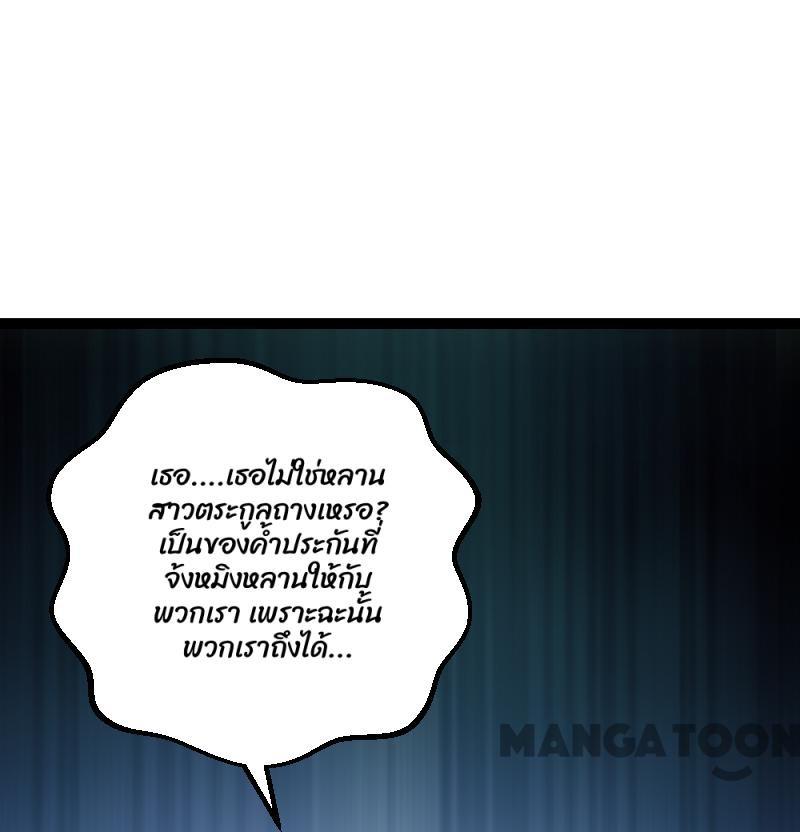 เธอ....เธอไม่ใช่หลาน
สาวตระกูลถางเหรอ?
เป็นของค้ำประกันที่
จ้งหมิงหลานให้กับ
พวกเรา เพราะฉะนั้น
พวกเราถึงได้...
MANGATOON